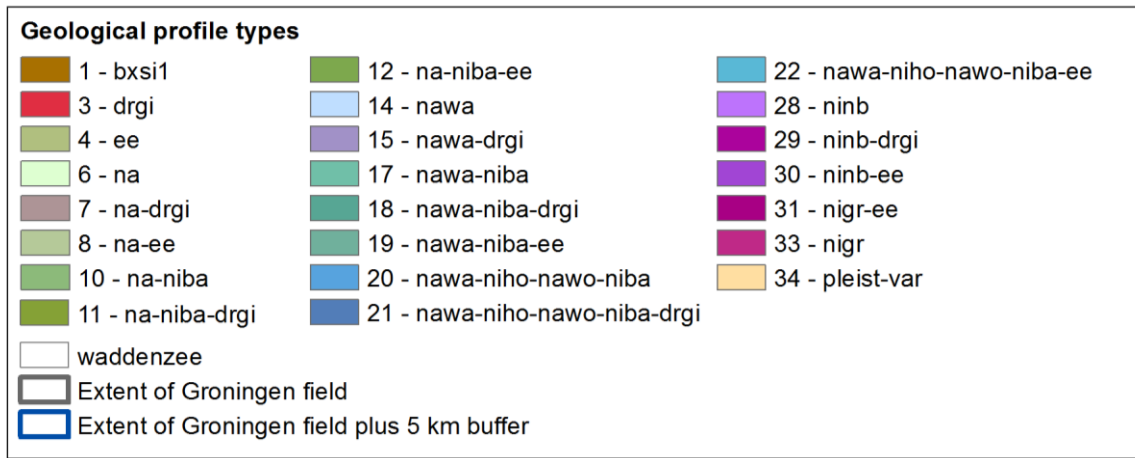 Geological profile types
1 - bxsi1
3 - drgi
4 - ee
6 - na
7 - na-drgi
8 - na-ee
10 - na-niba
11 - na-niba-drgi
12 - na-niba-ee
14 - nawa
15 - nawa-drgi
17 - nawa-niba
18 - nawa-niba-drgi
19 - nawa-niba-ee
20 - nawa-niho-nawo-niba
21 - nawa-niho-nawo-niba-drgi
22 - nawa-niho-nawo-niba-ee
28 - ninb
29 - ninb-drgi
30 - ninb-ee
31 - nigr-ee
33 - nigr
34 - pleist-var
waddenzee
Extent of Groningen field
Extent of Groningen field plus 5 km buffer